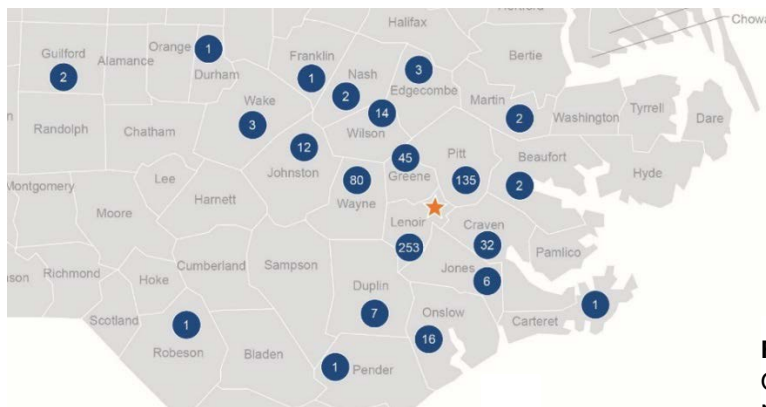 Halifax
Chowa
Guilford
2
Alamance
Orange
1
Durham
Franklin
1
Nash
2
3
Edgecombe
Bertie
Martin
2
Washington
Tyrrell
Dare
Randolph
Chatham
Wake
3
14
Wilson
12
Johnston
45
Greene
Pitt
135
Beaufort
2
Hyde
Montgomery
Lee
Moore
Harnett
80
Wayne
Lenoir
253
Craven
32
Pamlico
Richmond
Hoke
Cumberland
Sampson
Jones
6
Duplin
7
Onslow
16
Carteret
1
Scotland
1
Robeson
Bladen
1
Pender